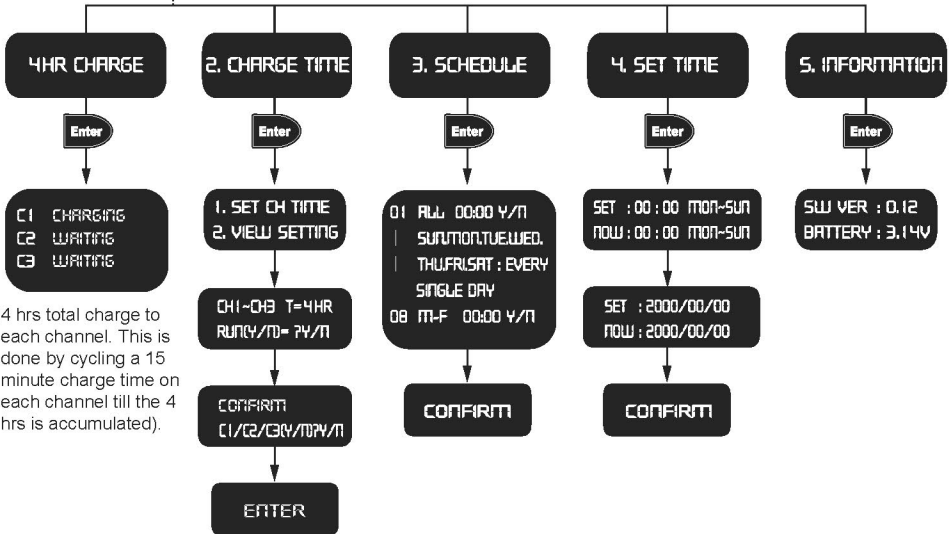 4HR CHARGE
2. CHARGE TIME
3. SCHEDULE
4. SET TIME
5. INFORMATION
Enter
Enter
Enter
Enter
Enter
C1 CHARGING
C2 WAITING
C3 WAITING
4 hrs total charge to
each channel. This is
done by cycling a 15
minute charge time on
each channel till the 4
hrs is accumulated).
1. SET CH TIME
2. VIEW SETTING
CH1~CH3 T=4HR
RUN(Y/N)= ?Y/N
CONFIRM
C1/C2/C3(Y/N)?Y/N
ENTER
01 ALL 00:00 Y/N
| SUN.MON.TUE.WED.
| THU.FRI.SAT : EVERY
SINGLE DAY
08 M-F 00:00 Y/N
CONFIRM
SET : 00 : 00 MON~SUN
NOW : 00 : 00 MON~SUN
SET : 2000/00/00
NOW : 2000/00/00
CONFIRM
SW VER : 0.12
BATTERY : 3.14V